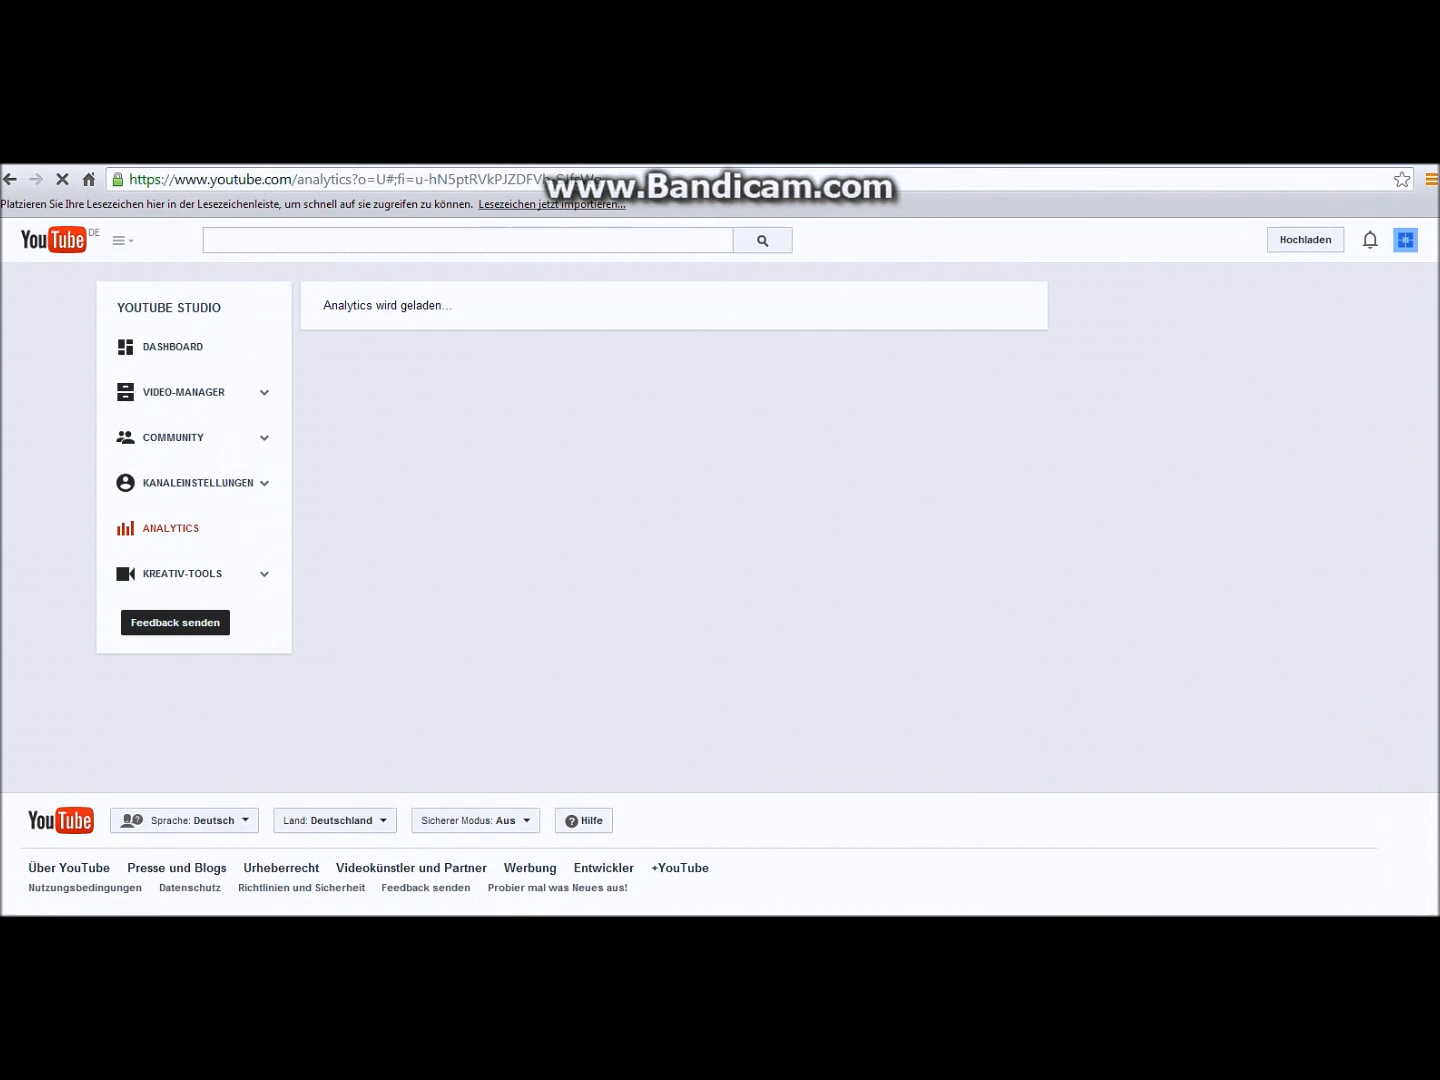 https://www.youtube.com/analytics?o=U#;fi=u-hN5ptRVkPJZDFV
www.Bandicam.com
Platzieren Sie Ihre Lesezeichen hier in der Lesezeichenleiste, um schnell auf sie zugreifen zu können. Lesezeichen jetzt importieren...
YouTube DE
Hochladen
YOUTUBE STUDIO
Analytics wird geladen...
DASHBOARD
VIDEO-MANAGER
COMMUNITY
KANALEINSTELLUNGEN
ANALYTICS
KREATIV-TOOLS
Feedback senden
YouTube Sprache: Deutsch Land: Deutschland Sicherer Modus: Aus Hilfe
Über YouTube Presse und Blogs Urheberrecht Videokünstler und Partner Werbung Entwickler +YouTube
Nutzungsbedingungen Datenschutz Richtlinien und Sicherheit Feedback senden Probier mal was Neues aus!